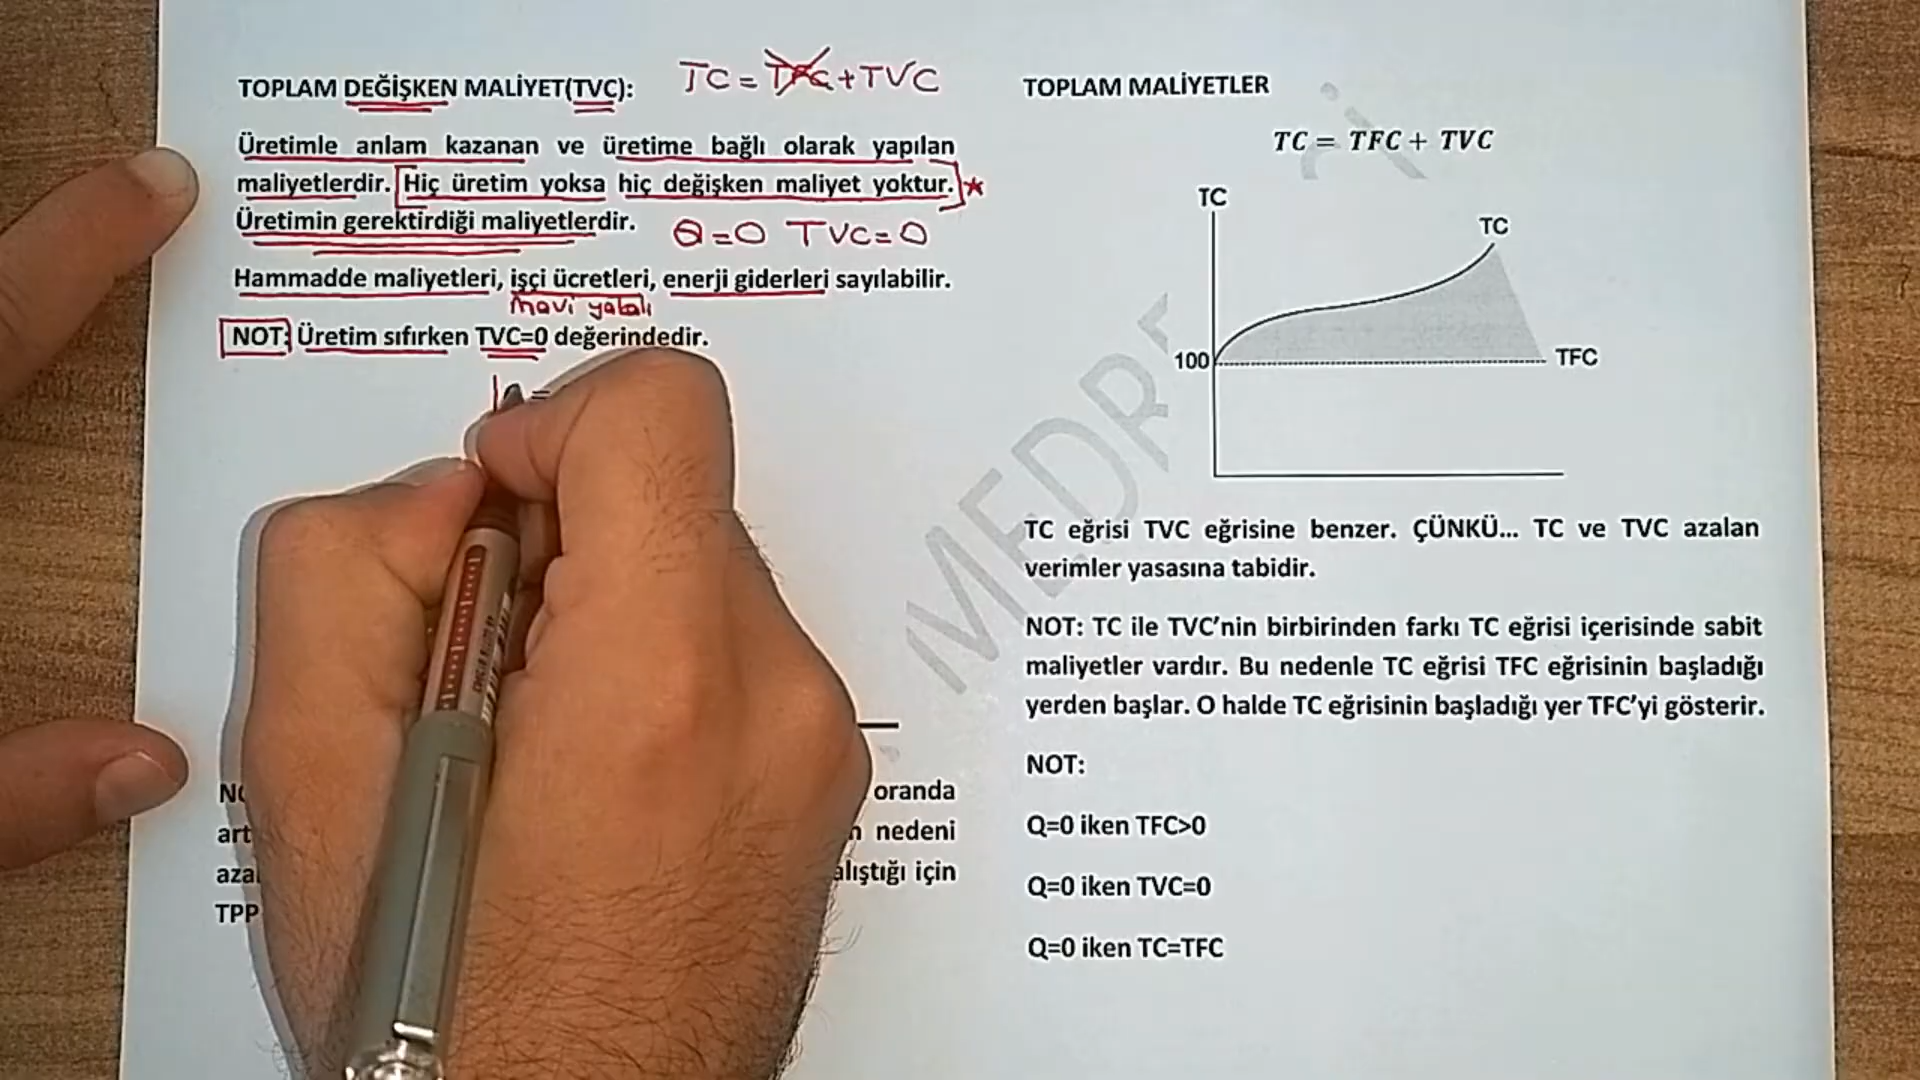 TOPLAM DEĞİŞKEN MALİYET(TVC):
TC = TFC + TVC
Üretimle anlam kazanan ve üretime bağlı olarak yapılan
maliyetlerdir. Hiç üretim yoksa hiç değişken maliyet yoktur.
Üretimin gerektirdiği maliyetlerdir.
Q=0 TVC=0
Hammadde maliyetleri, işçi ücretleri, enerji giderleri sayılabilir.
mavi yakalı
NOT: Üretim sıfırken TVC=0 değerindedir.
oranda
nedeni
için
TPP
TOPLAM MALİYETLER
TC = TFC + TVC
TC
TC
100
TFC
TC eğrisi TVC eğrisine benzer. ÇÜNKÜ... TC ve TVC azalan
verimler yasasına tabidir.
NOT: TC ile TVC'nin birbirinden farkı TC eğrisi içerisinde sabit
maliyetler vardır. Bu nedenle TC eğrisi TFC eğrisinin başladığı
yerden başlar. O halde TC eğrisinin başladığı yer TFC'yi gösterir.
NOT:
Q=0 iken TFC>0
Q=0 iken TVC=0
Q=0 iken TC=TFC